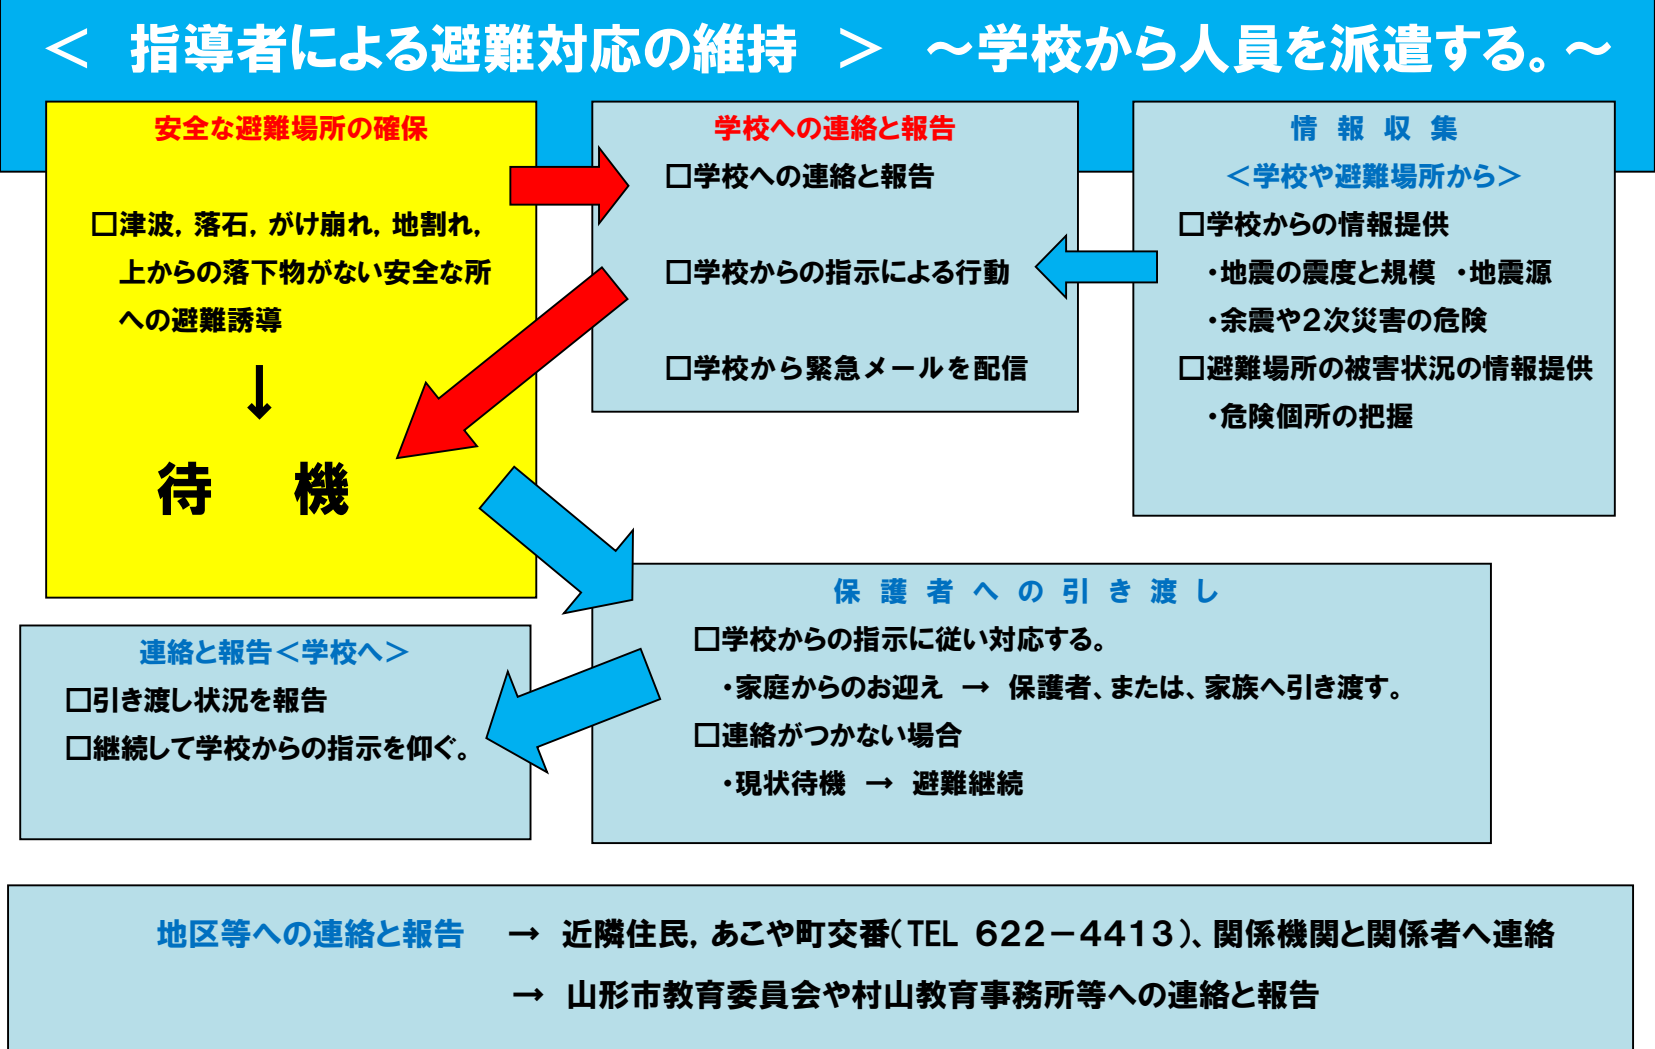 ＜　指導者による避難対応の維持　＞　～学校から人員を派遣する。～
安全な避難場所の確保
□津波，落石，がけ崩れ，地割れ，
上からの落下物がない安全な所
への避難誘導
↓
待　機
学校への連絡と報告
□学校への連絡と報告
□学校からの指示による行動
□学校から緊急メールを配信
情　報　収　集
＜学校や避難場所から＞
□学校からの情報提供
・地震の震度と規模　・地震源
・余震や２次災害の危険
□避難場所の被害状況の情報提供
・危険個所の把握
保　護　者　へ　の　引　き　渡　し
□学校からの指示に従い対応する。
・家庭からのお迎え　→　保護者、または、家族へ引き渡す。
□連絡がつかない場合
・現状待機　→　避難継続
連絡と報告＜学校へ＞
□引き渡し状況を報告
□継続して学校からの指示を仰ぐ。
地区等への連絡と報告　→　近隣住民，あこや町交番（TEL　６２２－４４１３）、関係機関と関係者へ連絡
→　山形市教育委員会や村山教育事務所等への連絡と報告